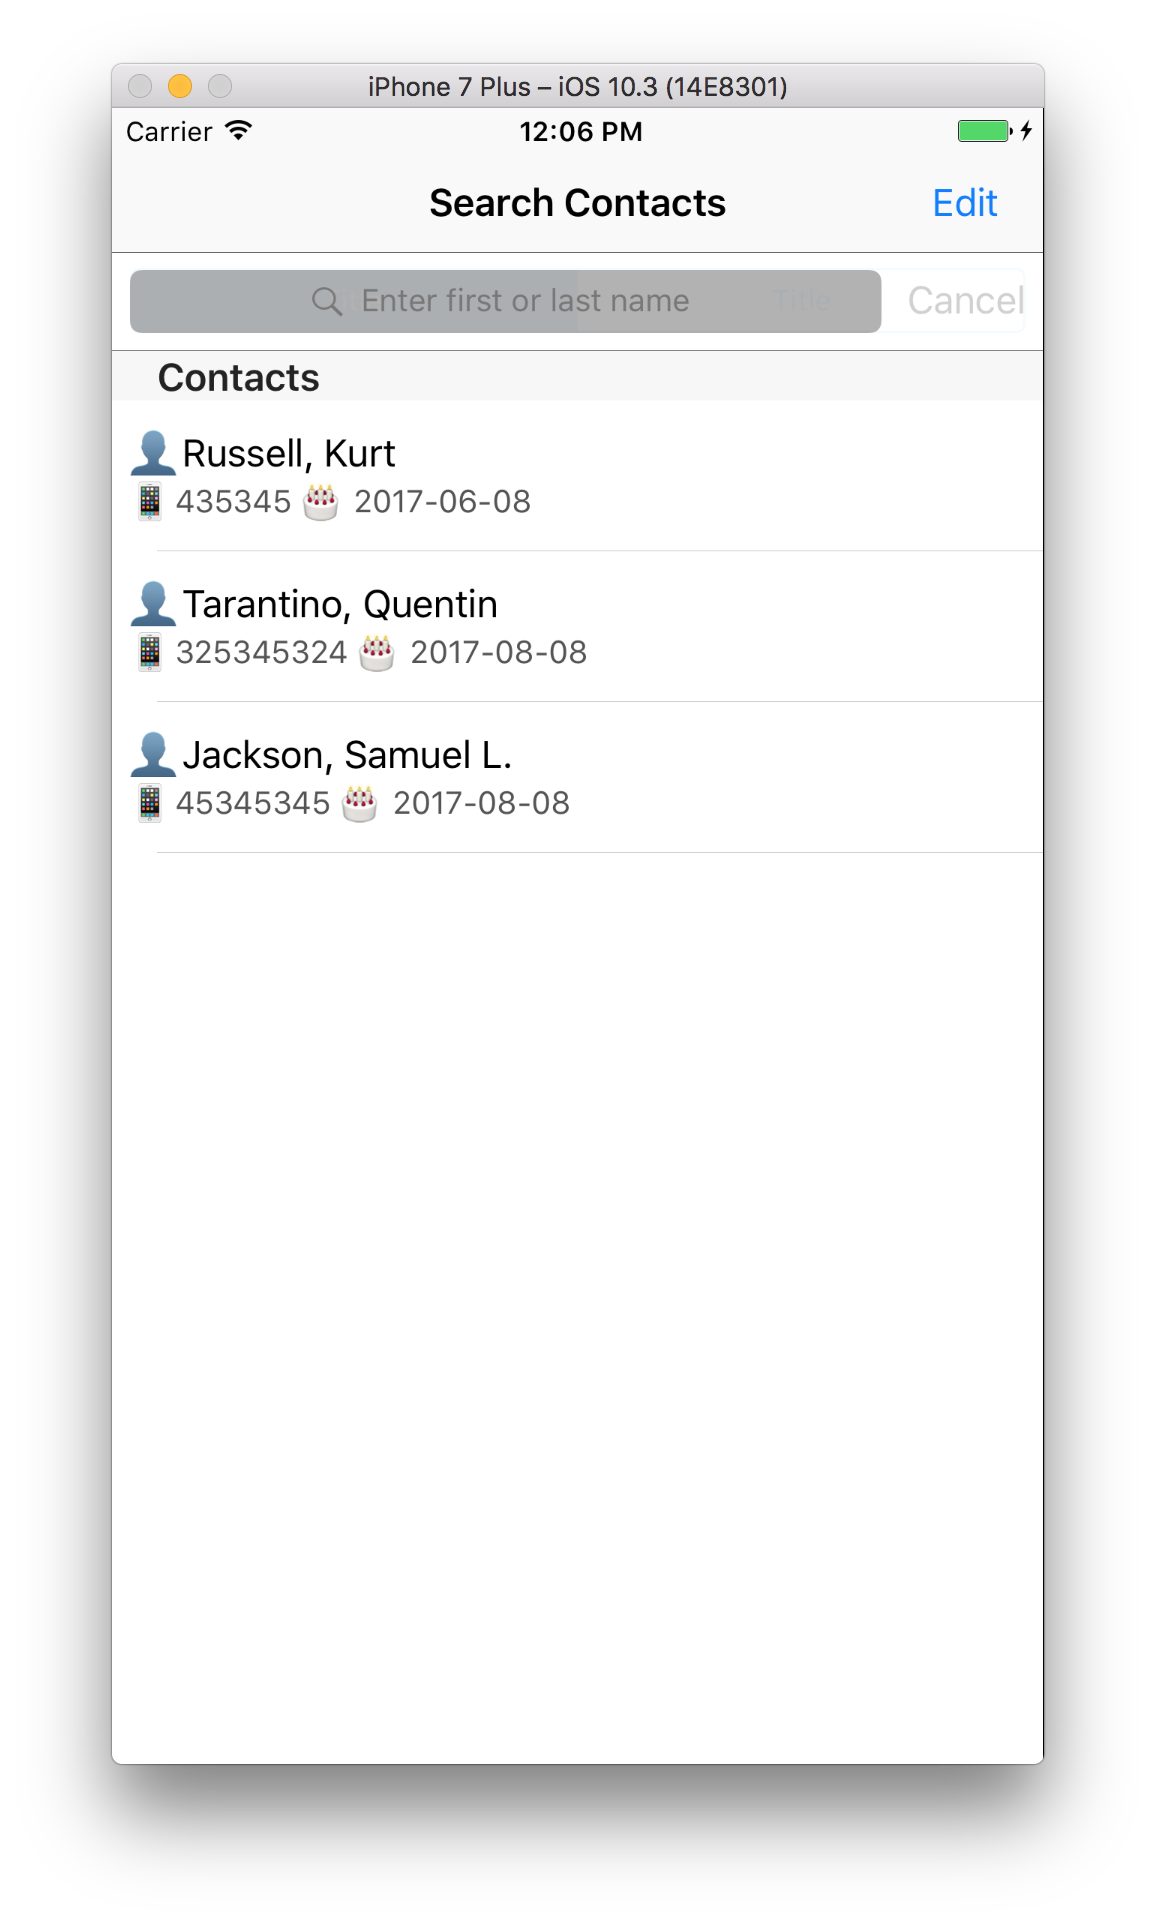 iPhone 7 Plus – iOS 10.3 (14E8301)
Carrier 12:06 PM
Search Contacts Edit
Enter first or last name Title Cancel
Contacts
Russell, Kurt
435345 2017-06-08
Tarantino, Quentin
325345324 2017-08-08
Jackson, Samuel L.
45345345 2017-08-08